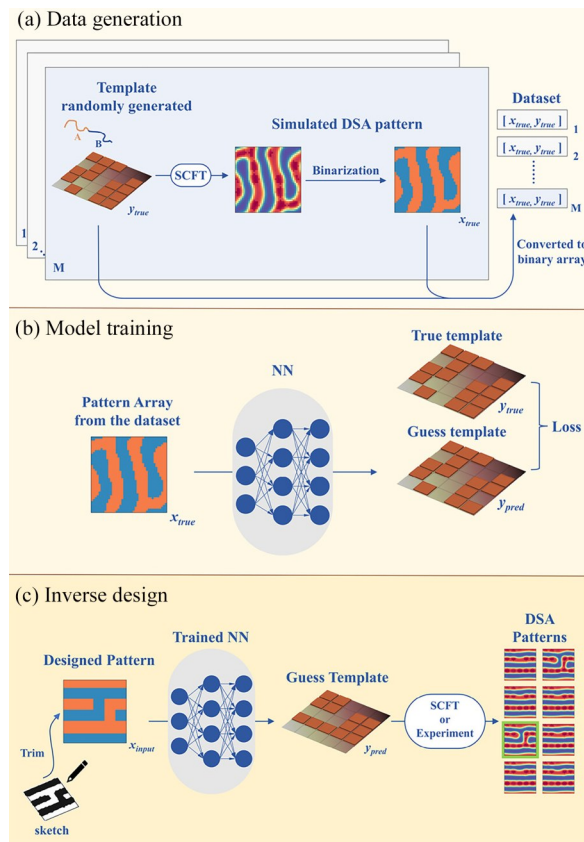 (a) Data generation
Template
randomly generated
A
B
y_true
SCFT
Simulated DSA pattern
Binarization
x_true
1
2
M
Dataset
[ x_true, y_true ] 1
[ x_true, y_true ] 2
[ x_true, y_true ] M
Converted to
binary array
(b) Model training
Pattern Array
from the dataset
x_true
NN
True template
y_true
Guess template
y_pred
Loss
(c) Inverse design
Designed Pattern
x_input
Trim
sketch
Trained NN
Guess Template
y_pred
SCFT
or
Experiment
DSA
Patterns